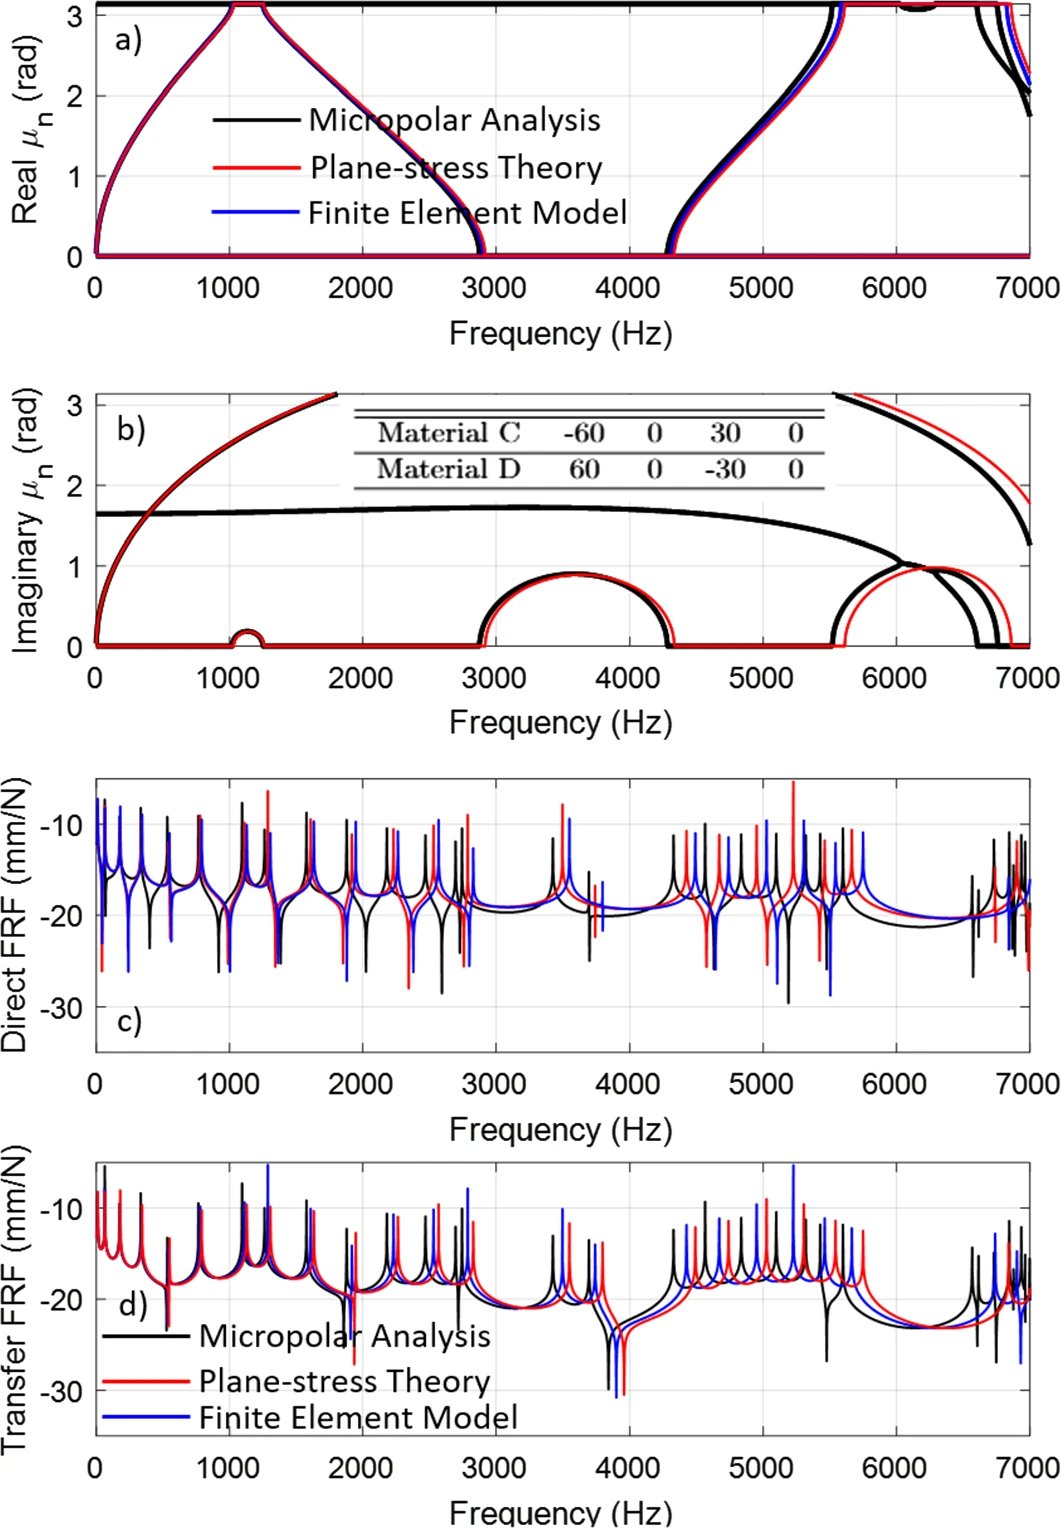 a)
Real μn (rad)
3
2
1
0
Micropolar Analysis
Plane-stress Theory
Finite Element Model
0 1000 2000 3000 4000 5000 6000 7000
Frequency (Hz)
b)
Imaginary μn (rad)
3
2
1
0
Material C -60 0 30 0
Material D 60 0 -30 0
0 1000 2000 3000 4000 5000 6000 7000
Frequency (Hz)
Direct FRF (mm/N)
-10
-20
-30
c)
0 1000 2000 3000 4000 5000 6000 7000
Frequency (Hz)
Transfer FRF (mm/N)
-10
-20
-30
d)
Micropolar Analysis
Plane-stress Theory
Finite Element Model
0 1000 2000 3000 4000 5000 6000 7000
Frequency (Hz)